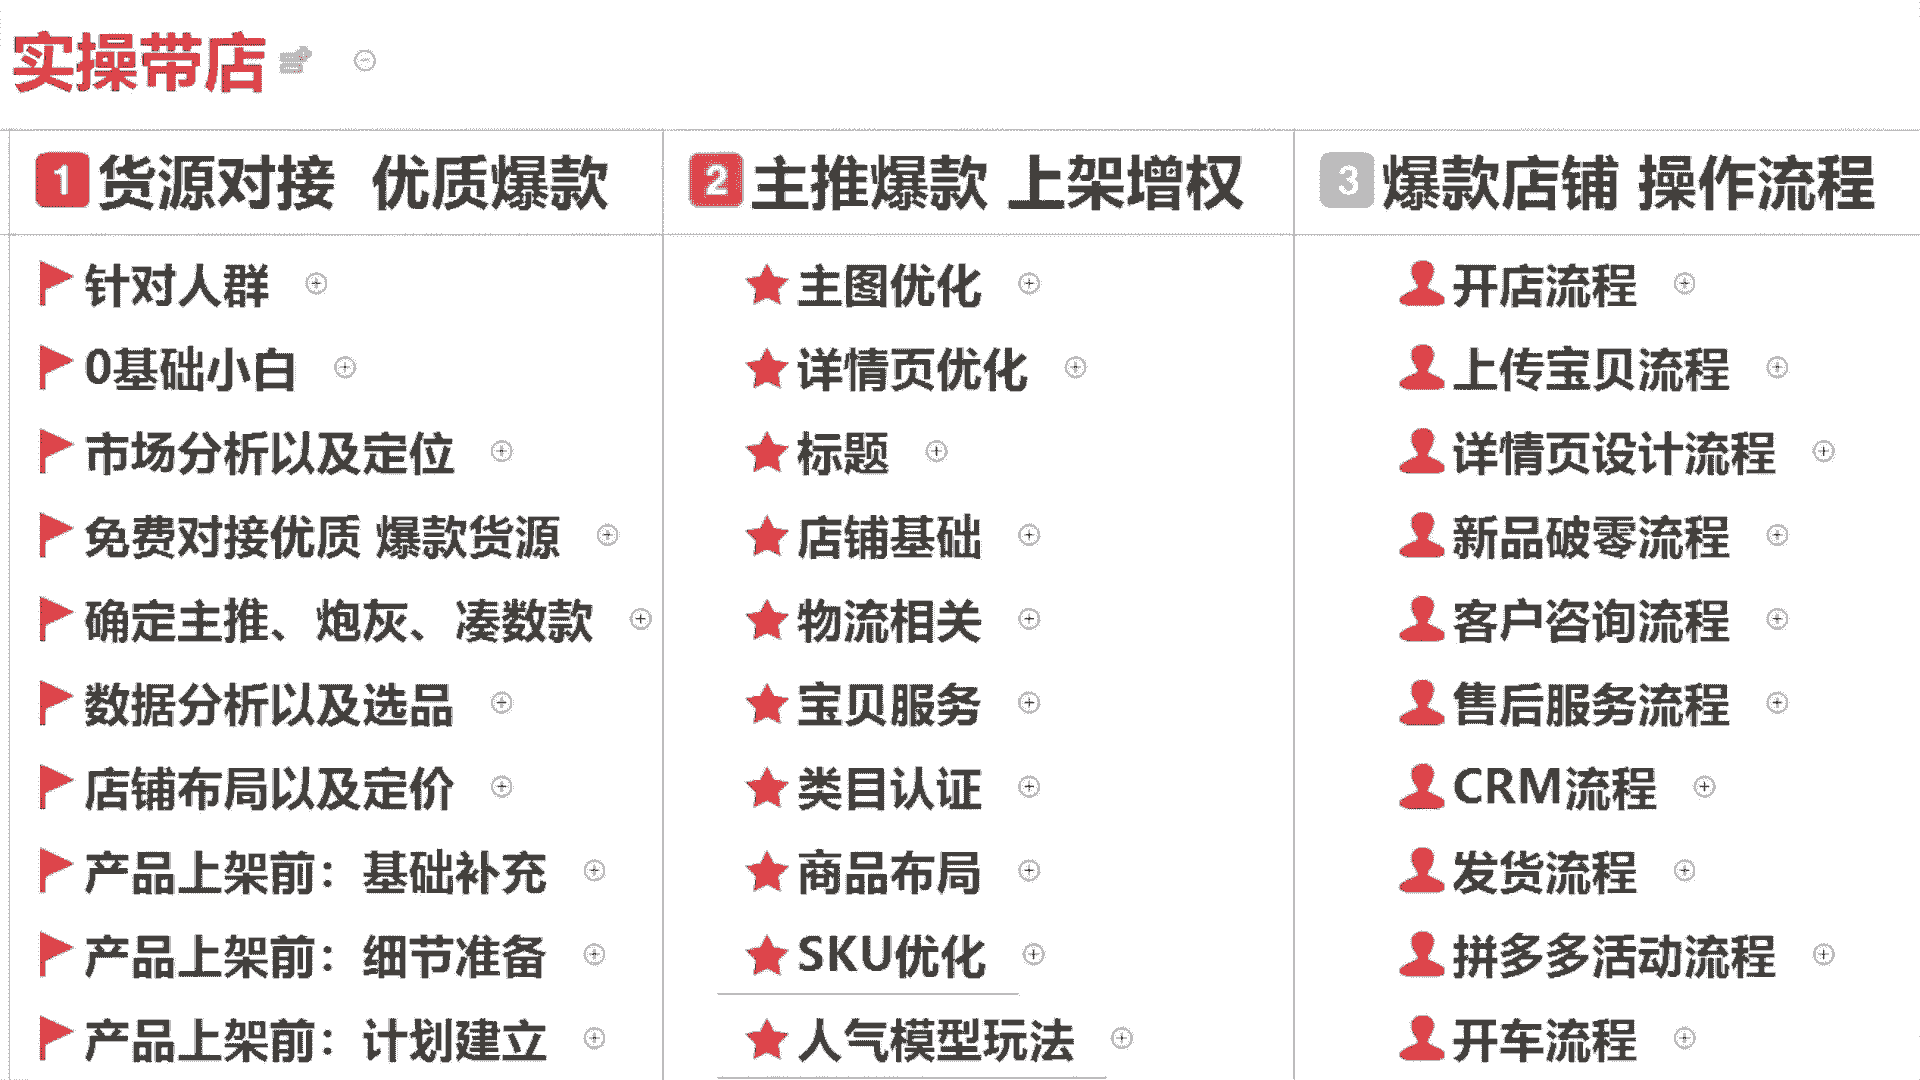 实操带店
1 货源对接 优质爆款
针对人群
0基础小白
市场分析以及定位
免费对接优质 爆款货源
确定主推、炮灰、凑数款
数据分析以及选品
店铺布局以及定价
产品上架前：基础补充
产品上架前：细节准备
产品上架前：计划建立
2 主推爆款 上架增权
主图优化
详情页优化
标题
店铺基础
物流相关
宝贝服务
类目认证
商品布局
SKU优化
人气模型玩法
3 爆款店铺 操作流程
开店流程
上传宝贝流程
详情页设计流程
新品破零流程
客户咨询流程
售后服务流程
CRM流程
发货流程
拼多多活动流程
开车流程